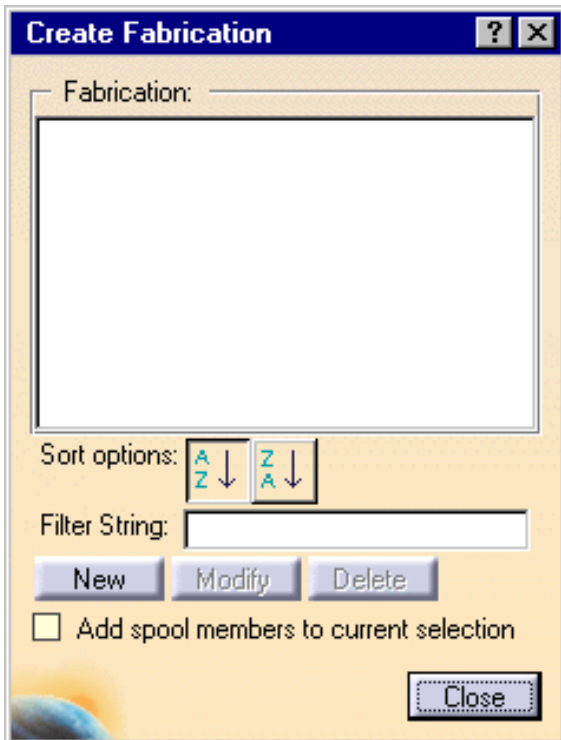 Create Fabrication ? X
Fabrication:
Sort options: A Z Z A
Filter String:
New Modify Delete
Add spool members to current selection
Close